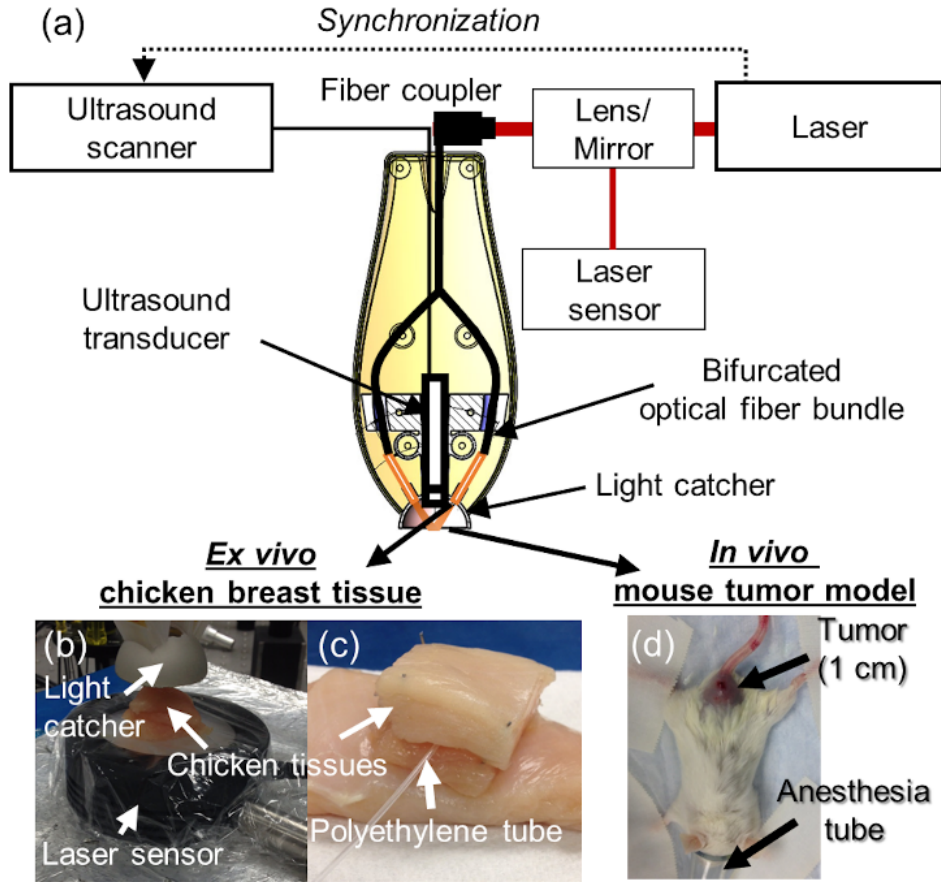 (a)
Synchronization
Ultrasound
scanner
Fiber coupler
Lens/
Mirror
Laser
Laser
sensor
Ultrasound
transducer
Bifurcated
optical fiber bundle
Light catcher
Ex vivo
chicken breast tissue
In vivo
mouse tumor model
(b)
Light
catcher
Chicken tissues
Laser sensor
(c)
Polyethylene tube
(d)
Tumor
(1 cm)
Anesthesia
tube